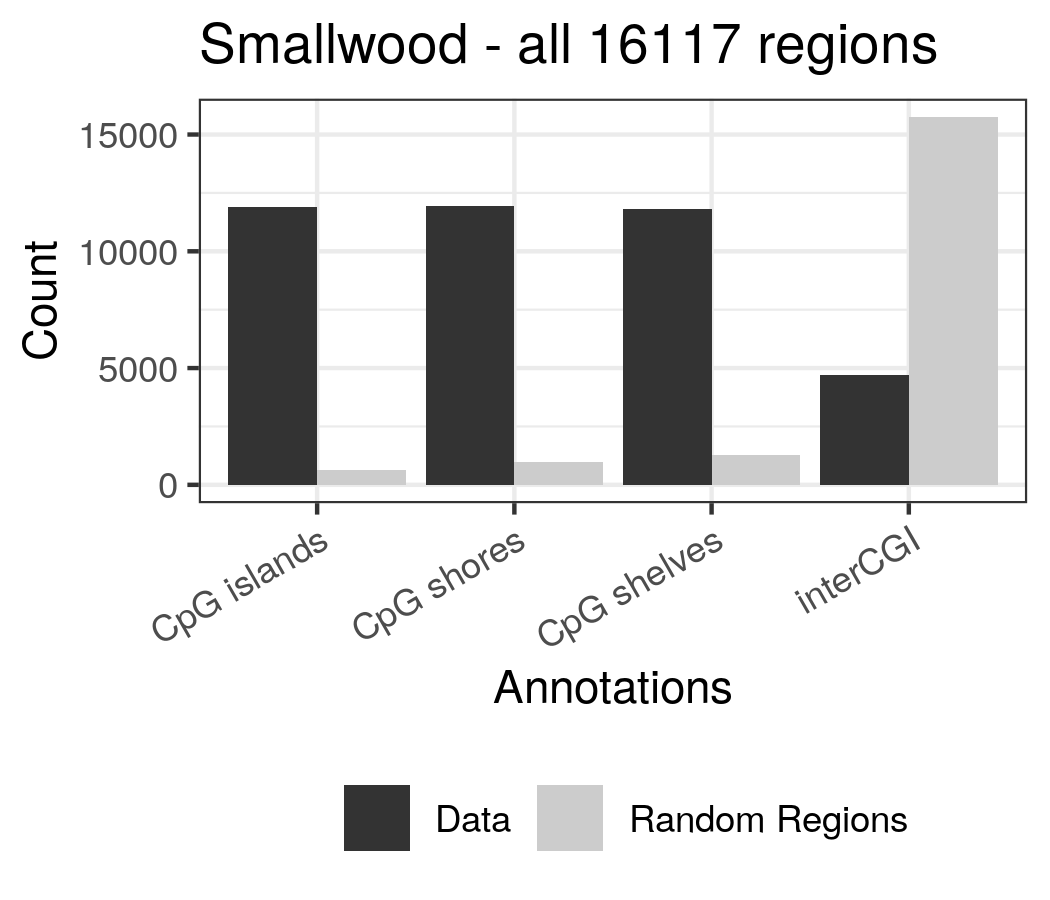 Smallwood - all 16117 regions
Count
15000
10000
5000
0
CpG islands
CpG shores
CpG shelves
interCGI
Annotations
Data
Random Regions